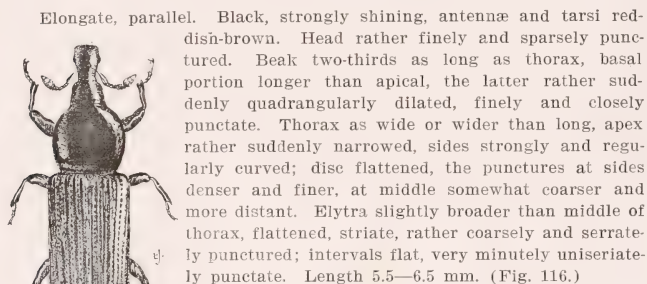 Elongate, parallel. Black, strongly shining, antennæ and tarsi red-
dish-brown. Head rather finely and sparsely punc-
tured. Beak two-thirds as long as thorax, basal
portion longer than apical, the latter rather sud-
denly quadrangularly dilated, finely and closely
punctate. Thorax as wide or wider than long, apex
rather suddenly narrowed, sides strongly and regu-
larly curved; disc flattened, the punctures at sides
denser and finer, at middle somewhat coarser and
more distant. Elytra slightly broader than middle of
thorax, flattened, striate, rather coarsely and serrate-
ly punctured; intervals flat, very minutely uniseriate-
ly punctate. Length 5.5—6.5 mm. (Fig. 116.)